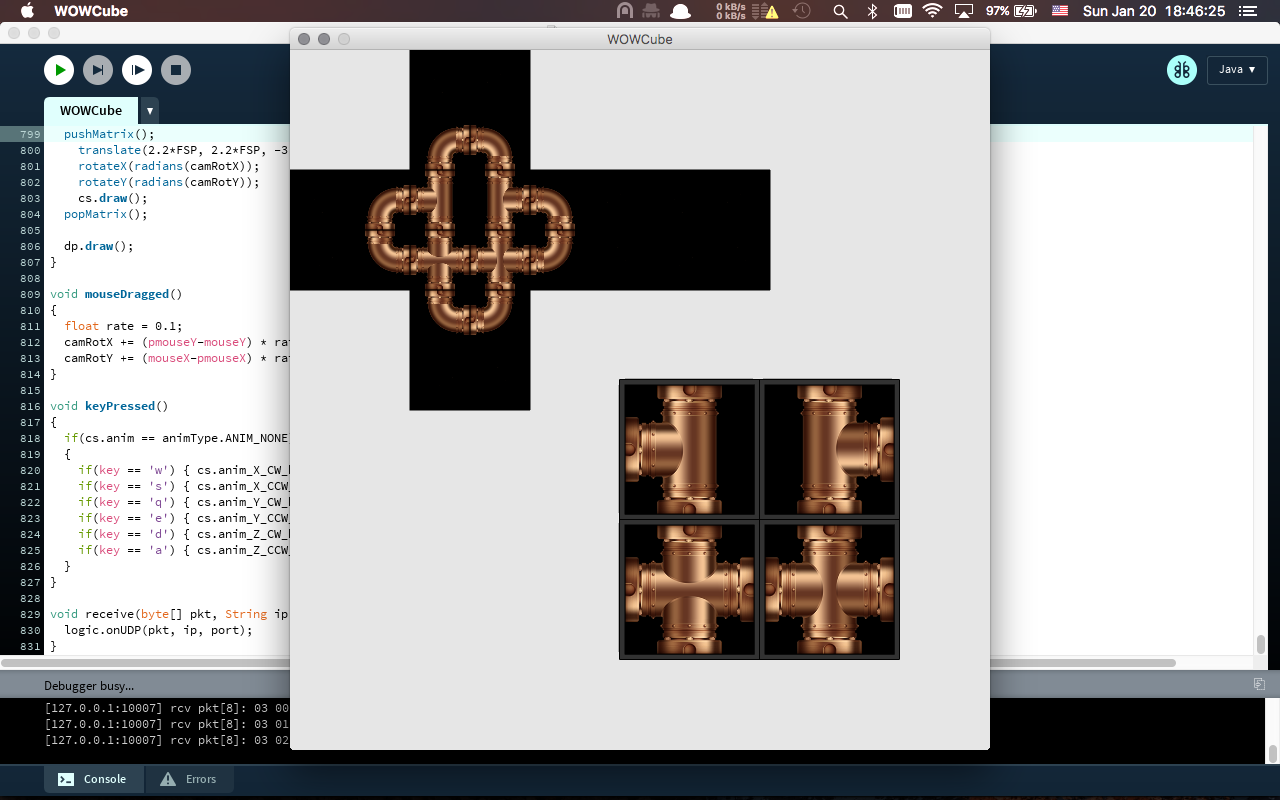 WOWCube
0 kB/s
0 kB/s
97%
Sun Jan 20 18:46:25
WOWCube
Java ▾
WOWCube ▾
799 pushMatrix();
800 translate(2.2*FSP, 2.2*FSP, -3
801 rotateX(radians(camRotX));
802 rotateY(radians(camRotY));
803 cs.draw();
804 popMatrix();
805
806 dp.draw();
807 }
808
809 void mouseDragged()
810 {
811 float rate = 0.1;
812 camRotX += (pmouseY-mouseY) * rat
813 camRotY += (mouseX-pmouseX) * rat
814 }
815
816 void keyPressed()
817 {
818 if(cs.anim == animType.ANIM_NONE
819 {
820 if(key == 'w') { cs.anim_X_CW_
821 if(key == 's') { cs.anim_X_CCW_
822 if(key == 'q') { cs.anim_Y_CW_
823 if(key == 'e') { cs.anim_Y_CCW_
824 if(key == 'd') { cs.anim_Z_CW_
825 if(key == 'a') { cs.anim_Z_CCW_
826 }
827 }
828
829 void receive(byte[] pkt, String ip
830 logic.onUDP(pkt, ip, port);
831 }
Debugger busy...
[127.0.0.1:10007] rcv pkt[8]: 03 00
[127.0.0.1:10007] rcv pkt[8]: 03 01
[127.0.0.1:10007] rcv pkt[8]: 03 02
Console
Errors